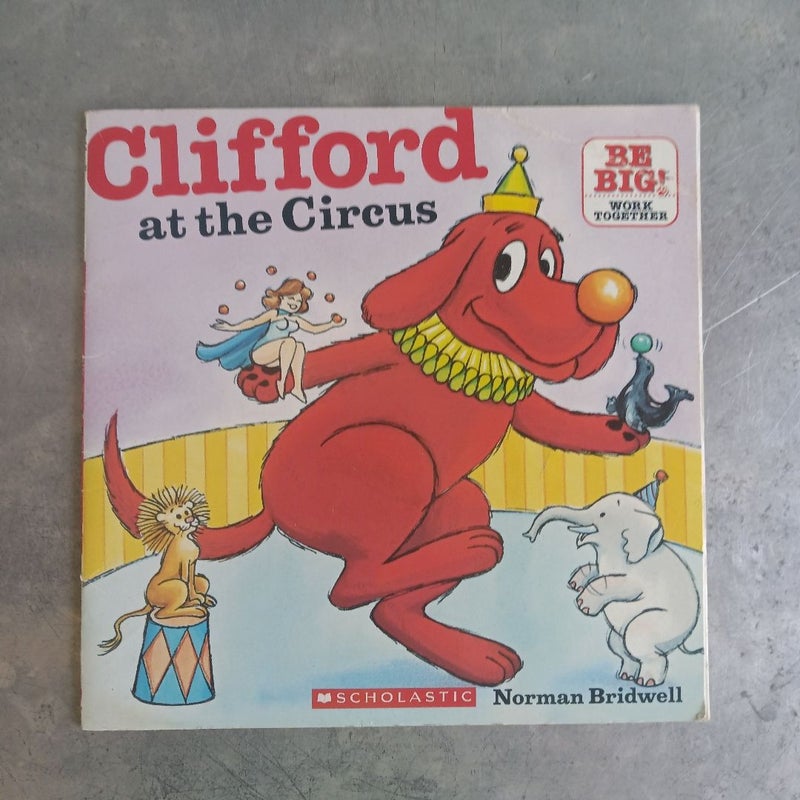 Clifford
at the Circus
BE
BIG!
WORK
TOGETHER
SCHOLASTIC
Norman Bridwell